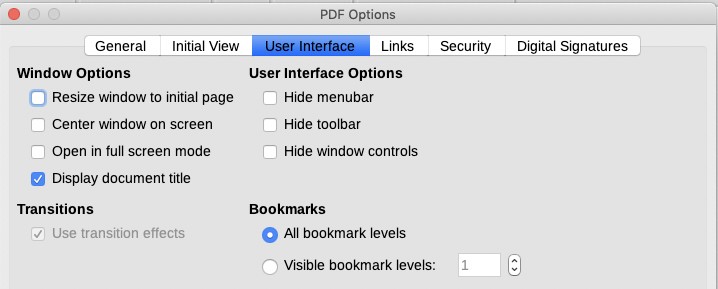 PDF Options
General Initial View User Interface Links Security Digital Signatures
Window Options
Resize window to initial page
Center window on screen
Open in full screen mode
Display document title
User Interface Options
Hide menubar
Hide toolbar
Hide window controls
Transitions
Use transition effects
Bookmarks
All bookmark levels
Visible bookmark levels: 1